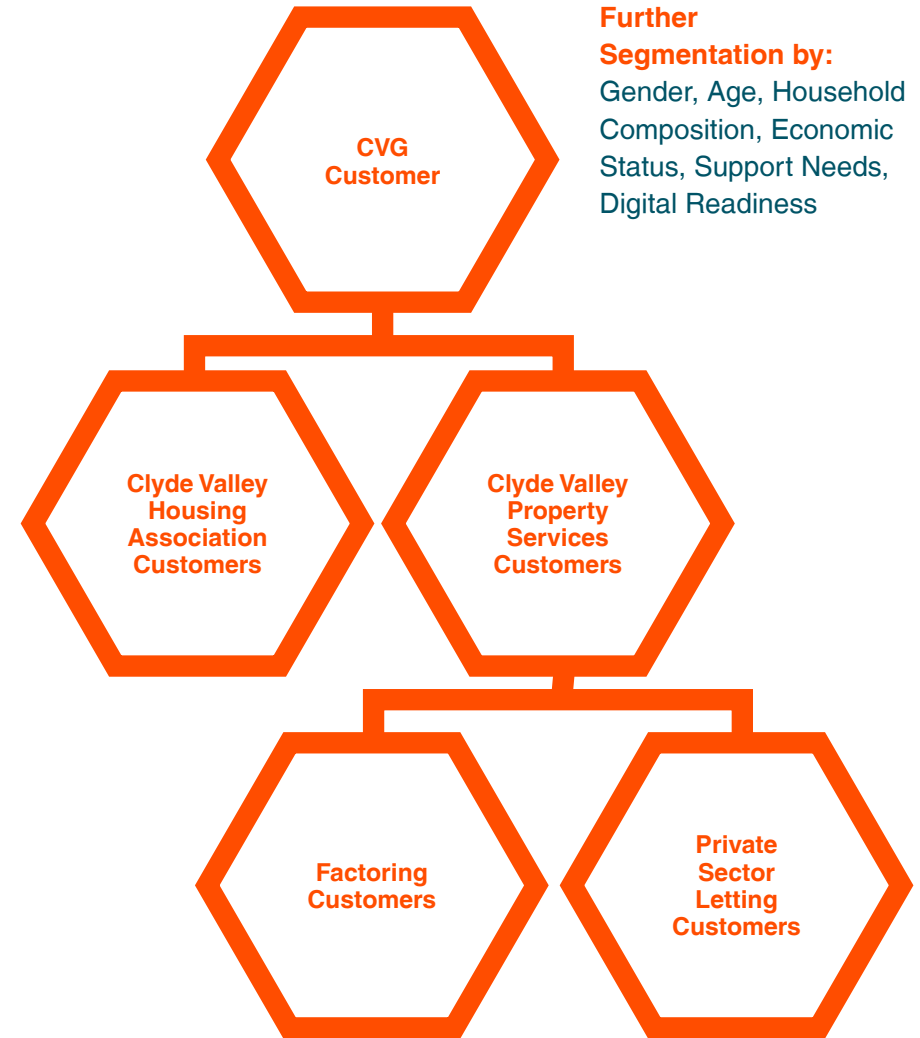 Further
Segmentation by:
Gender, Age, Household
Composition, Economic
Status, Support Needs,
Digital Readiness
CVG
Customer
Clyde Valley
Housing
Association
Customers
Clyde Valley
Property
Services
Customers
Factoring
Customers
Private
Sector
Letting
Customers